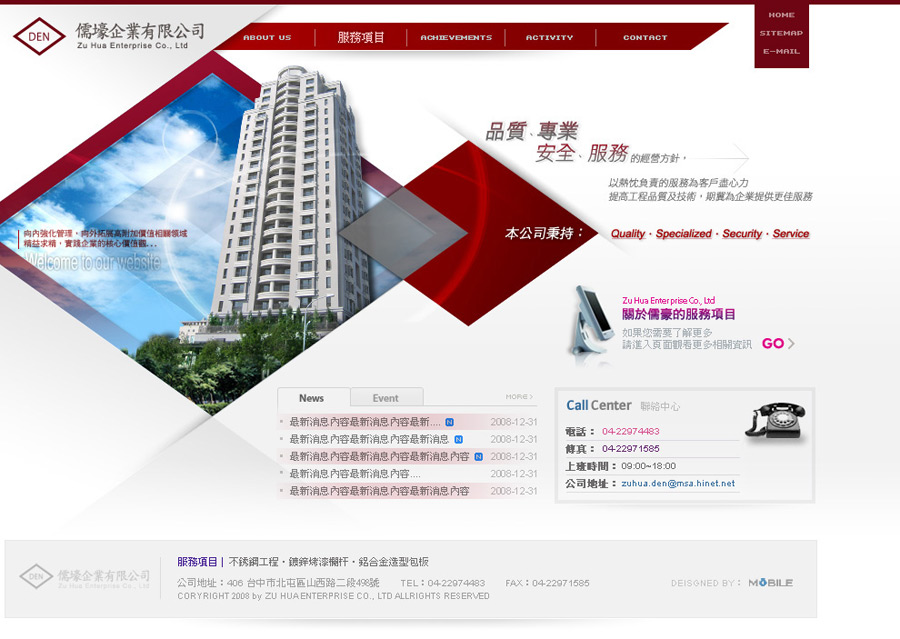 DEN
儒壕企業有限公司
Zu Hua Enterprise Co., Ltd
ABOUT US
服務項目
ACHIEVEMENTS
ACTIVITY
CONTACT
HOME
SITEMAP
E-MAIL
品質、專業
安全、服務 的經營方針，
以熱忱負責的服務為客戶盡心力
提高工程品質及技術，期冀為企業提供更佳服務
向內強化管理，向外拓展高附加價值相關領域
精益求精，實踐企業的核心價值觀...
Welcome to our website
本公司秉持：
Quality · Specialized · Security · Service
Zu Hua Enterprise Co., Ltd
關於儒豪的服務項目
如果您需要了解更多
請進入頁面觀看更多相關資訊 GO
News
Event
MORE>
最新消息,內容最新消息,內容最新.... N 2008-12-31
最新消息,內容最新消息,內容最新消息 N 2008-12-31
最新消息,內容最新消息,內容最新消息,內容 N 2008-12-31
最新消息,內容最新消息,內容.... 2008-12-31
最新消息,內容最新消息,內容最新消息,內容 2008-12-31
Call Center 聯絡中心
電話： 04-22974483
傳真： 04-22971585
上班時間：09:00~18:00
公司地址：zuhua.den@msa.hinet.net
DEN
儒壕企業有限公司
Zu Hua Enterprise Co., Ltd
服務項目 | 不銹鋼工程・鍍鋅烤漆欄杆・鋁合金造型包板
公司地址：406 台中市北屯區山西路二段498號 TEL：04-22974483 FAX：04-22971585
CORYRIGHT 2008 by ZU HUA ENTERPRISE CO., LTD ALLRIGHTS RESERVED
DEISGNED BY： MOBILE